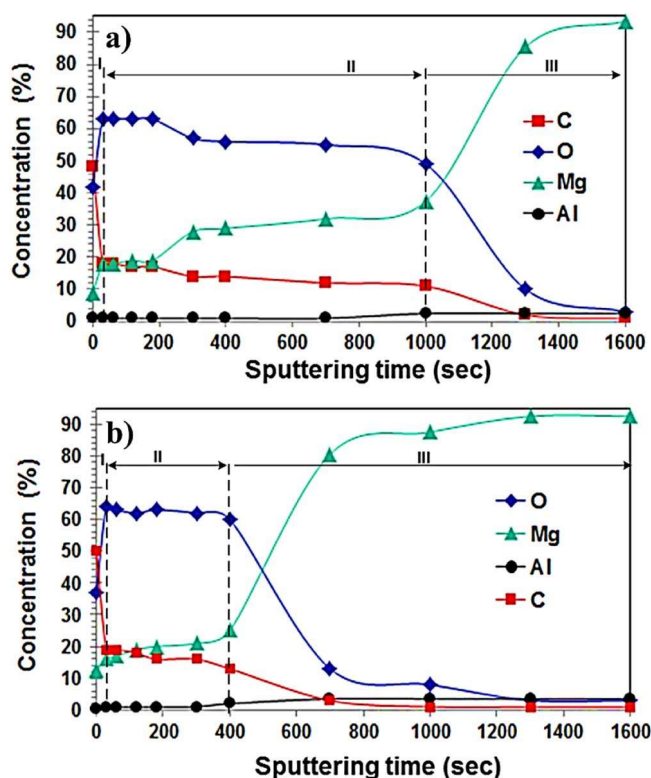 a)
I
II
III
Concentration (%)
90
80
70
60
50
40
30
20
10
0
C
O
Mg
Al
0 200 400 600 800 1000 1200 1400 1600
Sputtering time (sec)
b)
I
II
III
Concentration (%)
90
80
70
60
50
40
30
20
10
0
O
Mg
Al
C
0 200 400 600 800 1000 1200 1400 1600
Sputtering time (sec)